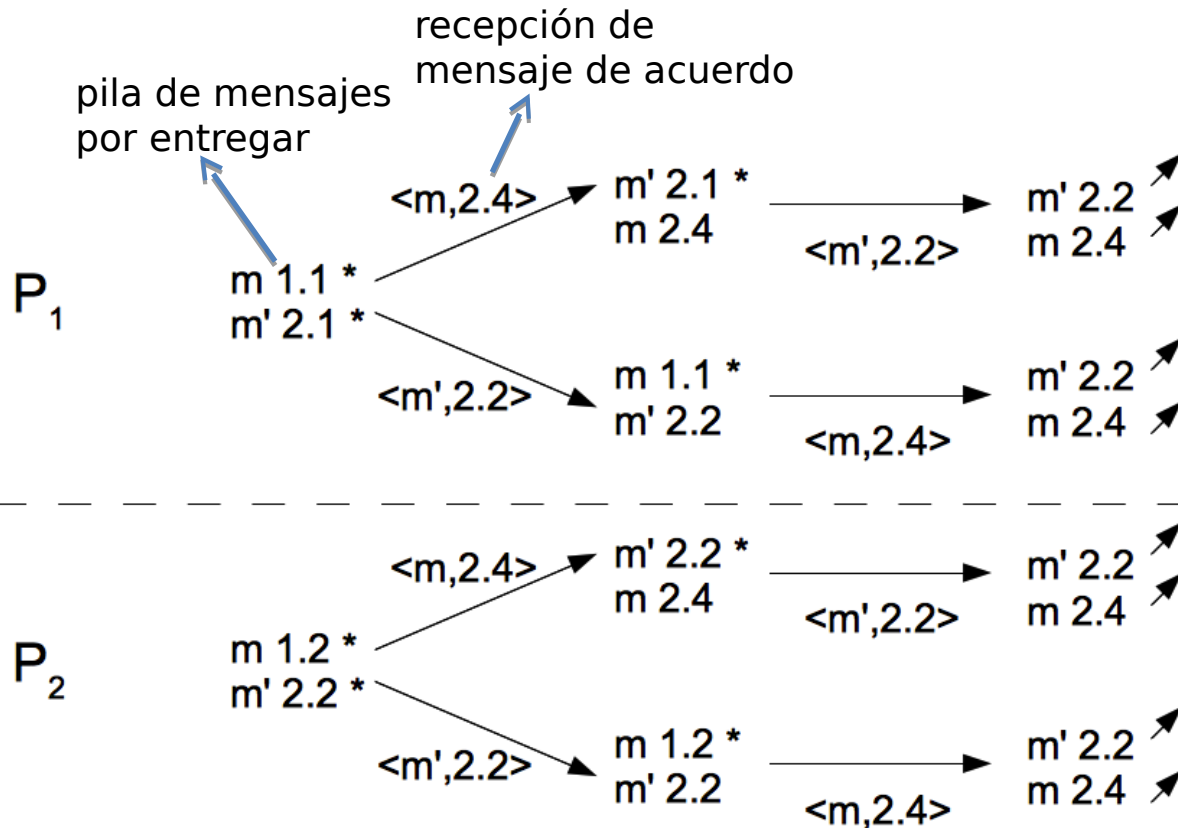 recepción de
mensaje de acuerdo
pila de mensajes
por entregar
<m,2.4>
m' 2.1 *
m 2.4
<m',2.2>
m' 2.2
m 2.4
P1
m 1.1 *
m' 2.1 *
<m',2.2>
m 1.1 *
m' 2.2
<m,2.4>
m' 2.2
m 2.4
<m,2.4>
m' 2.2 *
m 2.4
<m',2.2>
m' 2.2
m 2.4
P2
m 1.2 *
m' 2.2 *
<m',2.2>
m 1.2 *
m' 2.2
<m,2.4>
m' 2.2
m 2.4